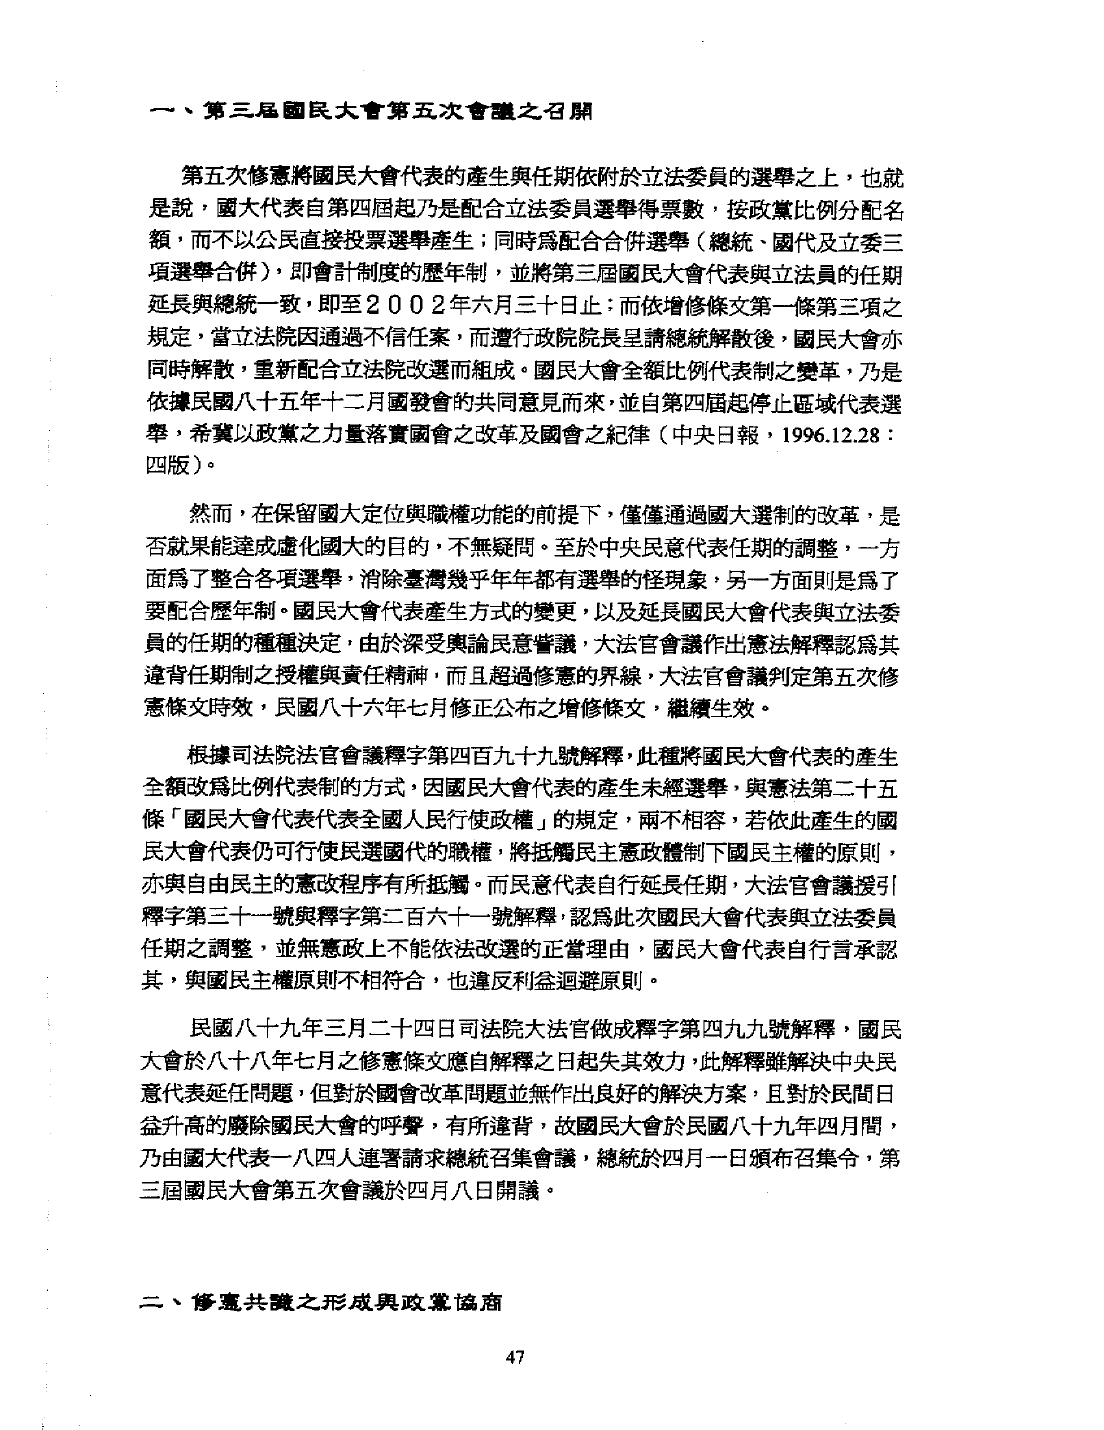 一、第三屆國民大會第五次會議之召開
第五次修憲將國民大會代表的產生與任期依附於立法委員的選舉之上，也就
是說，國大代表自第四屆起乃是配合立法委員選舉得票數，按政黨比例分配名
額，而不以公民直接投票選舉產生；同時為配合合併選舉（總統、國代及立委三
項選舉合併），即會計制度的歷年制，並將第三屆國民大會代表與立法員的任期
延長與總統一致，即至２００２年六月三十日止；而依增修條文第一條第三項之
規定，當立法院因通過不信任案，而遭行政院院長呈請總統解散後，國民大會亦
同時解散，重新配合立法院改選而組成。國民大會全額比例代表制之變革，乃是
依據民國八十五年十二月國發會的共同意見而來，並自第四屆起停止區域代表選
舉，希冀以政黨之力量落實國會之改革及國會之紀律（中央日報，1996.12.28：
四版）。
然而，在保留國大定位與職權功能的前提下，僅僅通過國大選制的改革，是
否就果能達成虛化國大的目的，不無疑問。至於中央民意代表任期的調整，一方
面為了整合各項選舉，消除臺灣幾乎年年都有選舉的怪現象，另一方面則是為了
要配合歷年制。國民大會代表產生方式的變更，以及延長國民大會代表與立法委
員的任期的種種決定，由於深受輿論民意訾議，大法官會議作出憲法解釋認為其
違背任期制之授權與責任精神，而且超過修憲的界線，大法官會議判定第五次修
憲條文時效，民國八十六年七月修正公布之增修條文，繼續生效。
根據司法院法官會議釋字第四百九十九號解釋，此種將國民大會代表的產生
全額改為比例代表制的方式，因國民大會代表的產生未經選舉，與憲法第二十五
條「國民大會代表代表全國人民行使政權」的規定，兩不相容，若依此產生的國
民大會代表仍可行使民選國代的職權，將抵觸民主憲政體制下國民主權的原則，
亦與自由民主的憲改程序有所抵觸。而民意代表自行延長任期，大法官會議援引
釋字第三十一號與釋字第二百六十一號解釋，認為此次國民大會代表與立法委員
任期之調整，並無憲政上不能依法改選的正當理由，國民大會代表自行言承認
其，與國民主權原則不相符合，也違反利益迴避原則。
民國八十九年三月二十四日司法院大法官做成釋字第四九九號解釋，國民
大會於八十八年七月之修憲條文應自解釋之日起失其效力，此解釋雖解決中央民
意代表延任問題，但對於國會改革問題並無作出良好的解決方案，且對於民間日
益升高的廢除國民大會的呼聲，有所違背，故國民大會於民國八十九年四月間，
乃由國大代表一八四人連署請求總統召集會議，總統於四月一日頒布召集令，第
三屆國民大會第五次會議於四月八日開議。
二、修憲共識之形成與政黨協商
47